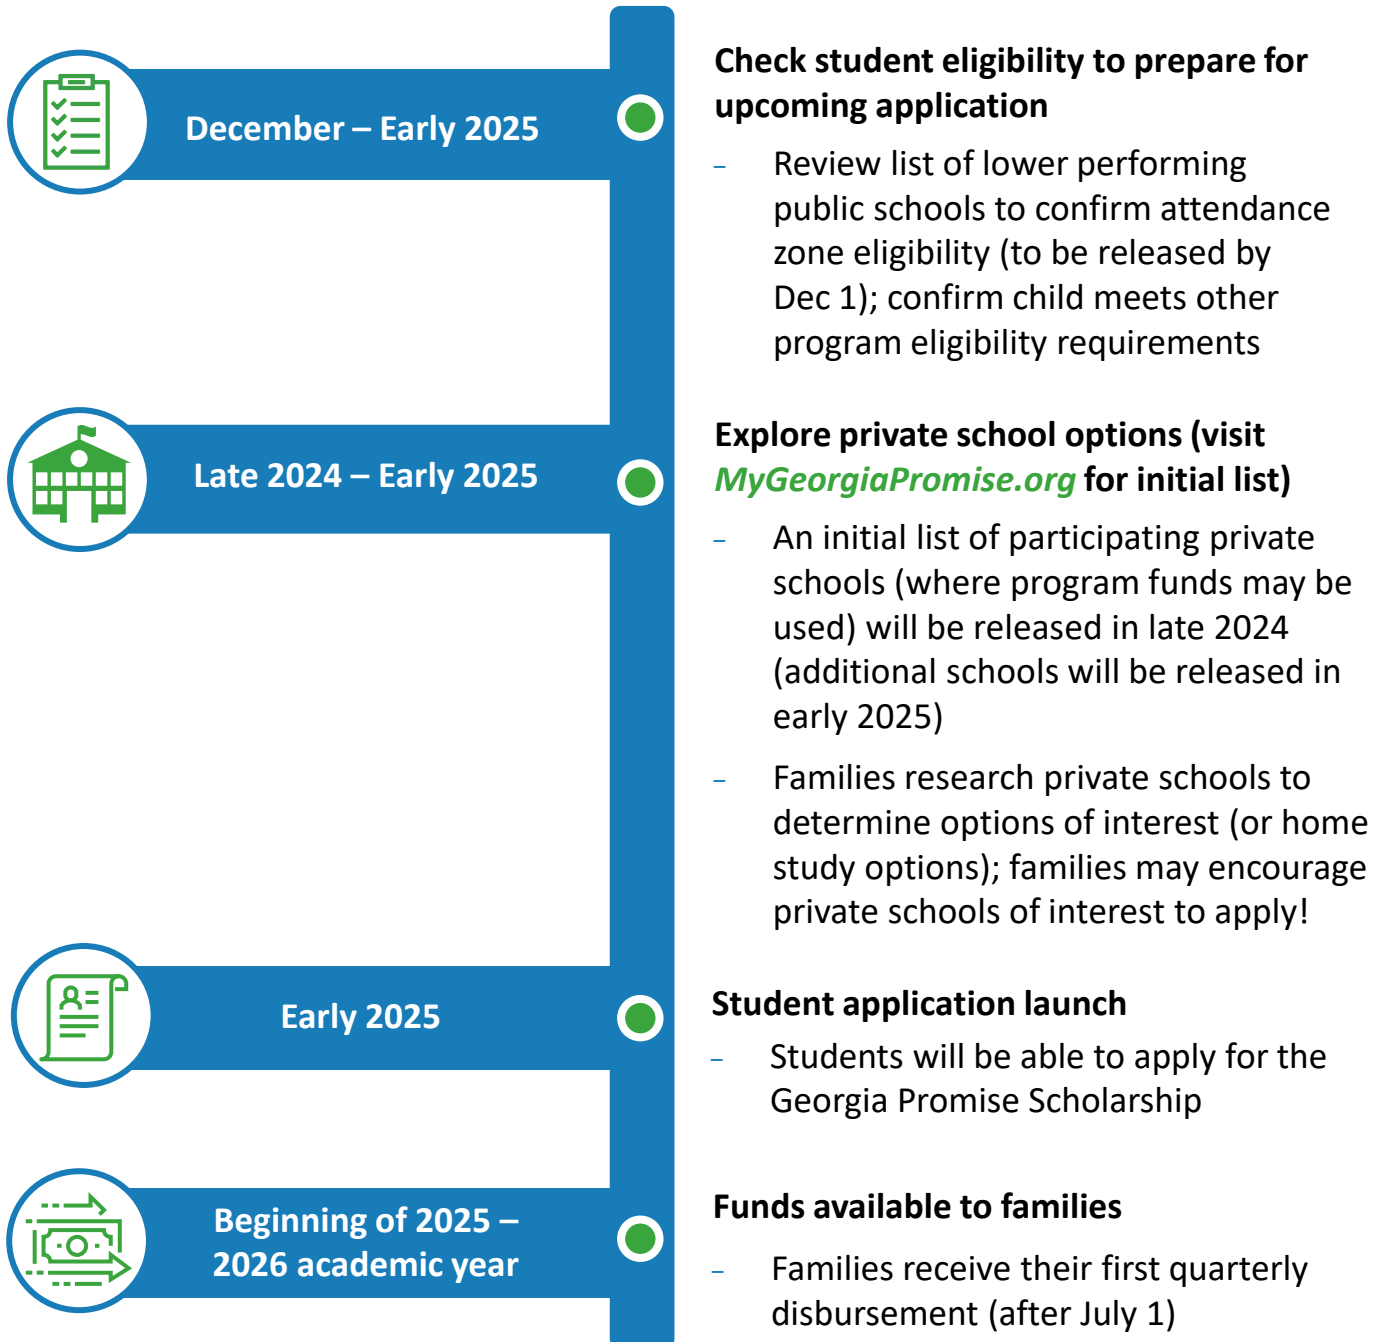 December – Early 2025
Check student eligibility to prepare for
upcoming application
– Review list of lower performing
public schools to confirm attendance
zone eligibility (to be released by
Dec 1); confirm child meets other
program eligibility requirements
Late 2024 – Early 2025
Explore private school options (visit
MyGeorgiaPromise.org for initial list)
– An initial list of participating private
schools (where program funds may be
used) will be released in late 2024
(additional schools will be released in
early 2025)
– Families research private schools to
determine options of interest (or home
study options); families may encourage
private schools of interest to apply!
Early 2025
Student application launch
– Students will be able to apply for the
Georgia Promise Scholarship
Beginning of 2025 –
2026 academic year
Funds available to families
– Families receive their first quarterly
disbursement (after July 1)